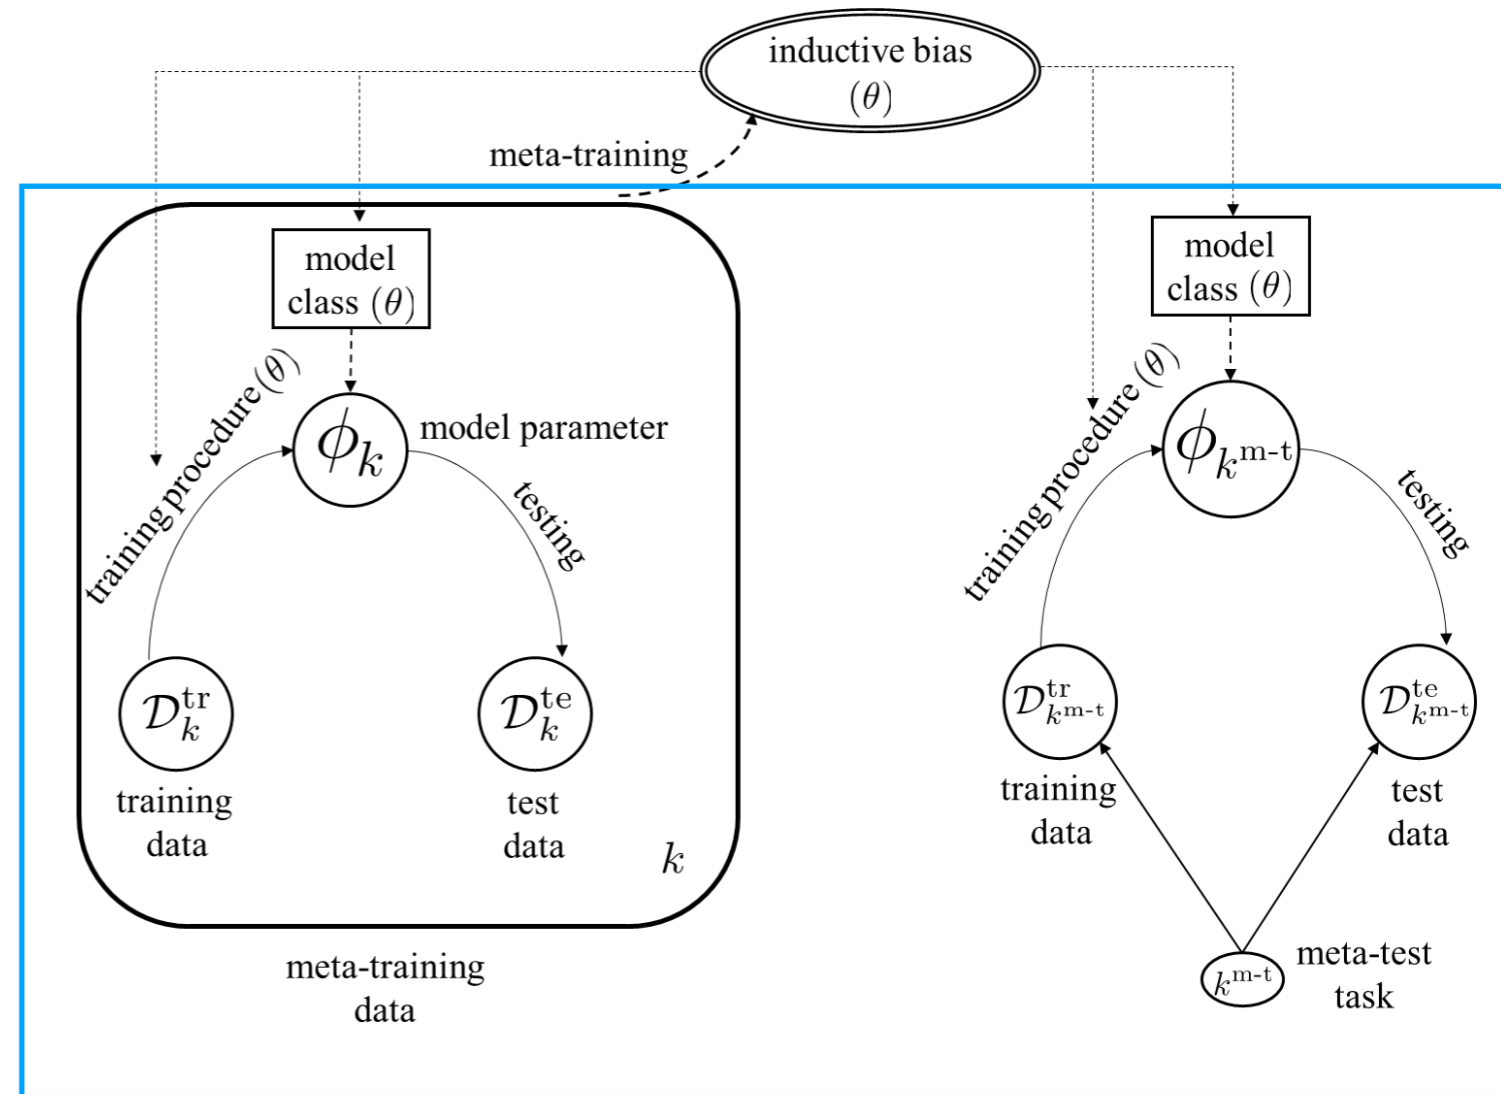 inductive bias
(θ)
meta-training
model
class (θ)
training procedure (θ)
ϕ_k
model parameter
testing
𝒟_k^tr
training
data
𝒟_k^te
test
data
k
meta-training
data
model
class (θ)
training procedure (θ)
ϕ_{k^m-t}
testing
𝒟_{k^m-t}^tr
training
data
𝒟_{k^m-t}^te
test
data
k^m-t
meta-test
task